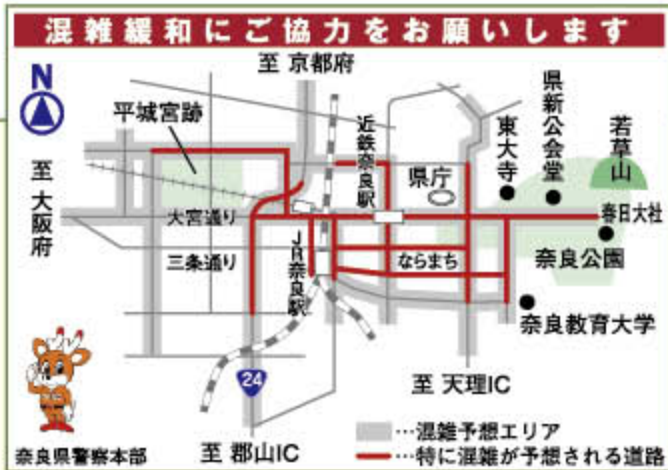 混雑緩和にご協力をお願いします
至 京都府
N
平城宮跡
近鉄奈良駅
県庁
東大寺
県新公会堂
若草山
至 大阪府
大宮通り
春日大社
三条通り
JR奈良駅
ならまち
奈良公園
奈良教育大学
24
至 天理IC
奈良県警察本部
至 郡山IC
…混雑予想エリア
…特に混雑が予想される道路